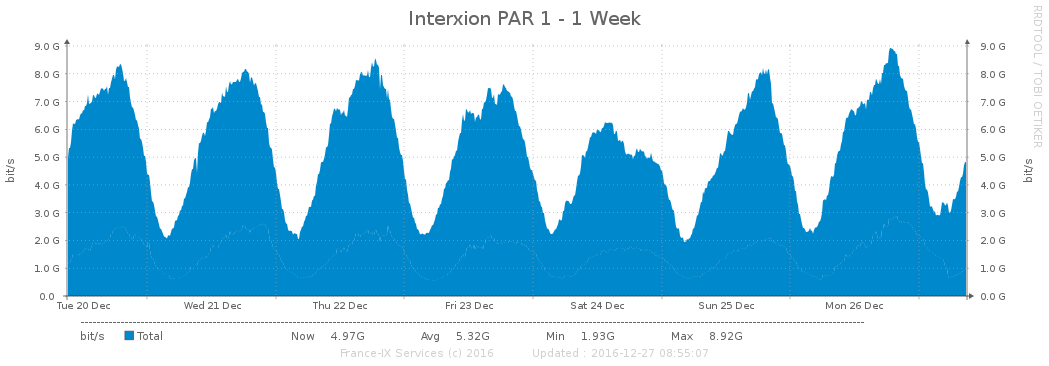 Interxion PAR 1 - 1 Week
RRDTOOL / TOBI OETIKER
9.0 G 9.0 G
8.0 G 8.0 G
7.0 G 7.0 G
6.0 G 6.0 G
5.0 G 5.0 G
4.0 G 4.0 G
3.0 G 3.0 G
2.0 G 2.0 G
1.0 G 1.0 G
0.0 0.0 G
bit/s bit/s
Tue 20 Dec Wed 21 Dec Thu 22 Dec Fri 23 Dec Sat 24 Dec Sun 25 Dec Mon 26 Dec
bit/s Total Now 4.97G Avg 5.32G Min 1.93G Max 8.92G
France-IX Services (c) 2016 Updated : 2016-12-27 08:55:07